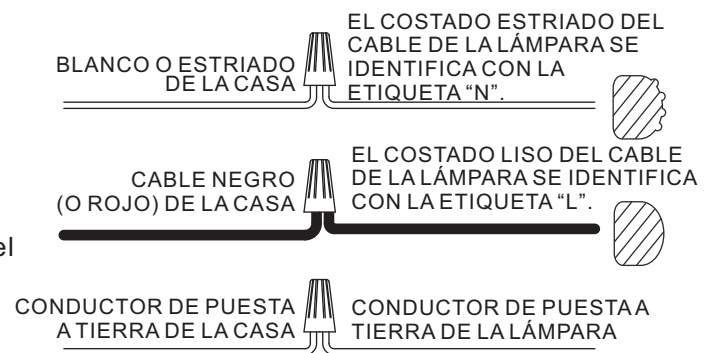 BLANCO O ESTRIADO
DE LA CASA
EL COSTADO ESTRIADO DEL
CABLE DE LA LÁMPARA SE
IDENTIFICA CON LA
ETIQUETA “N”.
CABLE NEGRO
(O ROJO) DE LA CASA
EL COSTADO LISO DEL CABLE
DE LA LÁMPARA SE IDENTIFICA
CON LA ETIQUETA “L”.
el
CONDUCTOR DE PUESTA
A TIERRA DE LA CASA
CONDUCTOR DE PUESTA A
TIERRA DE LA LÁMPARA